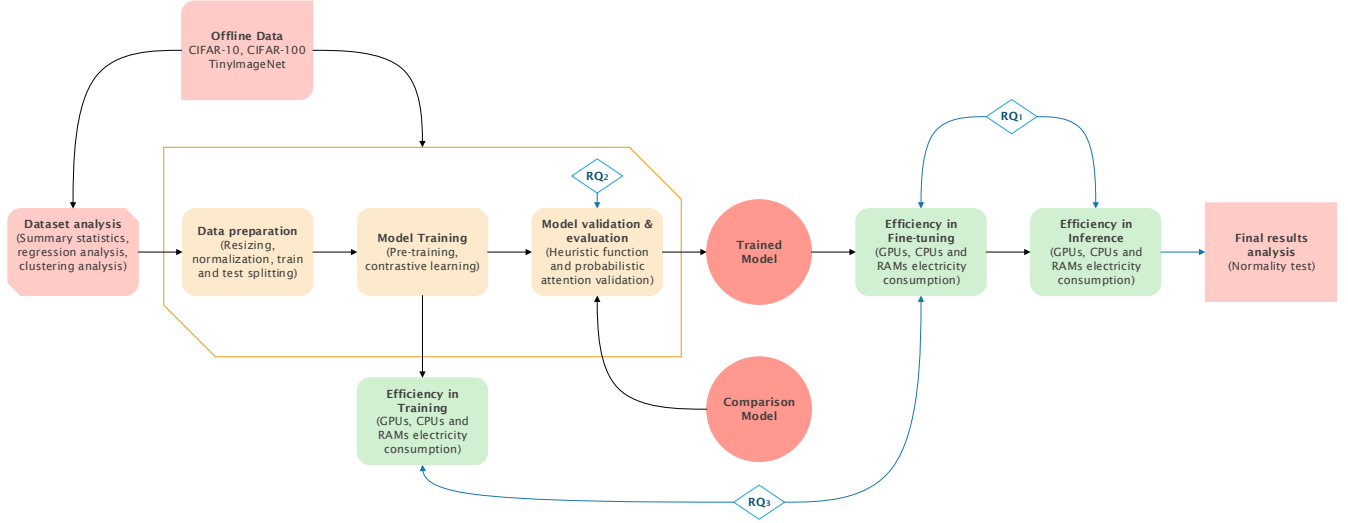 Offline Data
CIFAR-10, CIFAR-100
TinyImageNet
RQ1
RQ2
Dataset analysis
(Summary statistics,
regression analysis,
clustering analysis)
Data preparation
(Resizing,
normalization, train
and test splitting)
Model Training
(Pre-training,
contrastive learning)
Model validation &
evaluation
(Heuristic function
and probabilistic
attention validation)
Trained
Model
Efficiency in
Fine-tuning
(GPUs, CPUs and
RAMs electricity
consumption)
Efficiency in
Inference
(GPUs, CPUs and
RAMs electricity
consumption)
Final results
analysis
(Normality test)
Efficiency in
Training
(GPUs, CPUs and
RAMs electricity
consumption)
Comparison
Model
RQ3